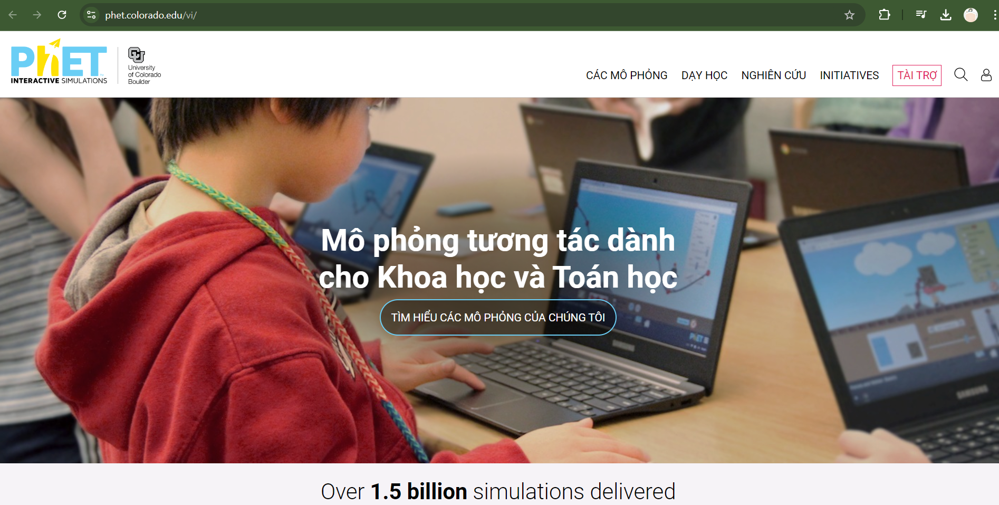 phet.colorado.edu/vi/
PhET
INTERACTIVE SIMULATIONS
University
of Colorado
Boulder
CÁC MÔ PHỎNG DẠY HỌC NGHIÊN CỨU INITIATIVES TÀI TRỢ
Mô phỏng tương tác dành
cho Khoa học và Toán học
TÌM HIỂU CÁC MÔ PHỎNG CỦA CHÚNG TÔI
PhET
SAMSUNG
Over 1.5 billion simulations delivered